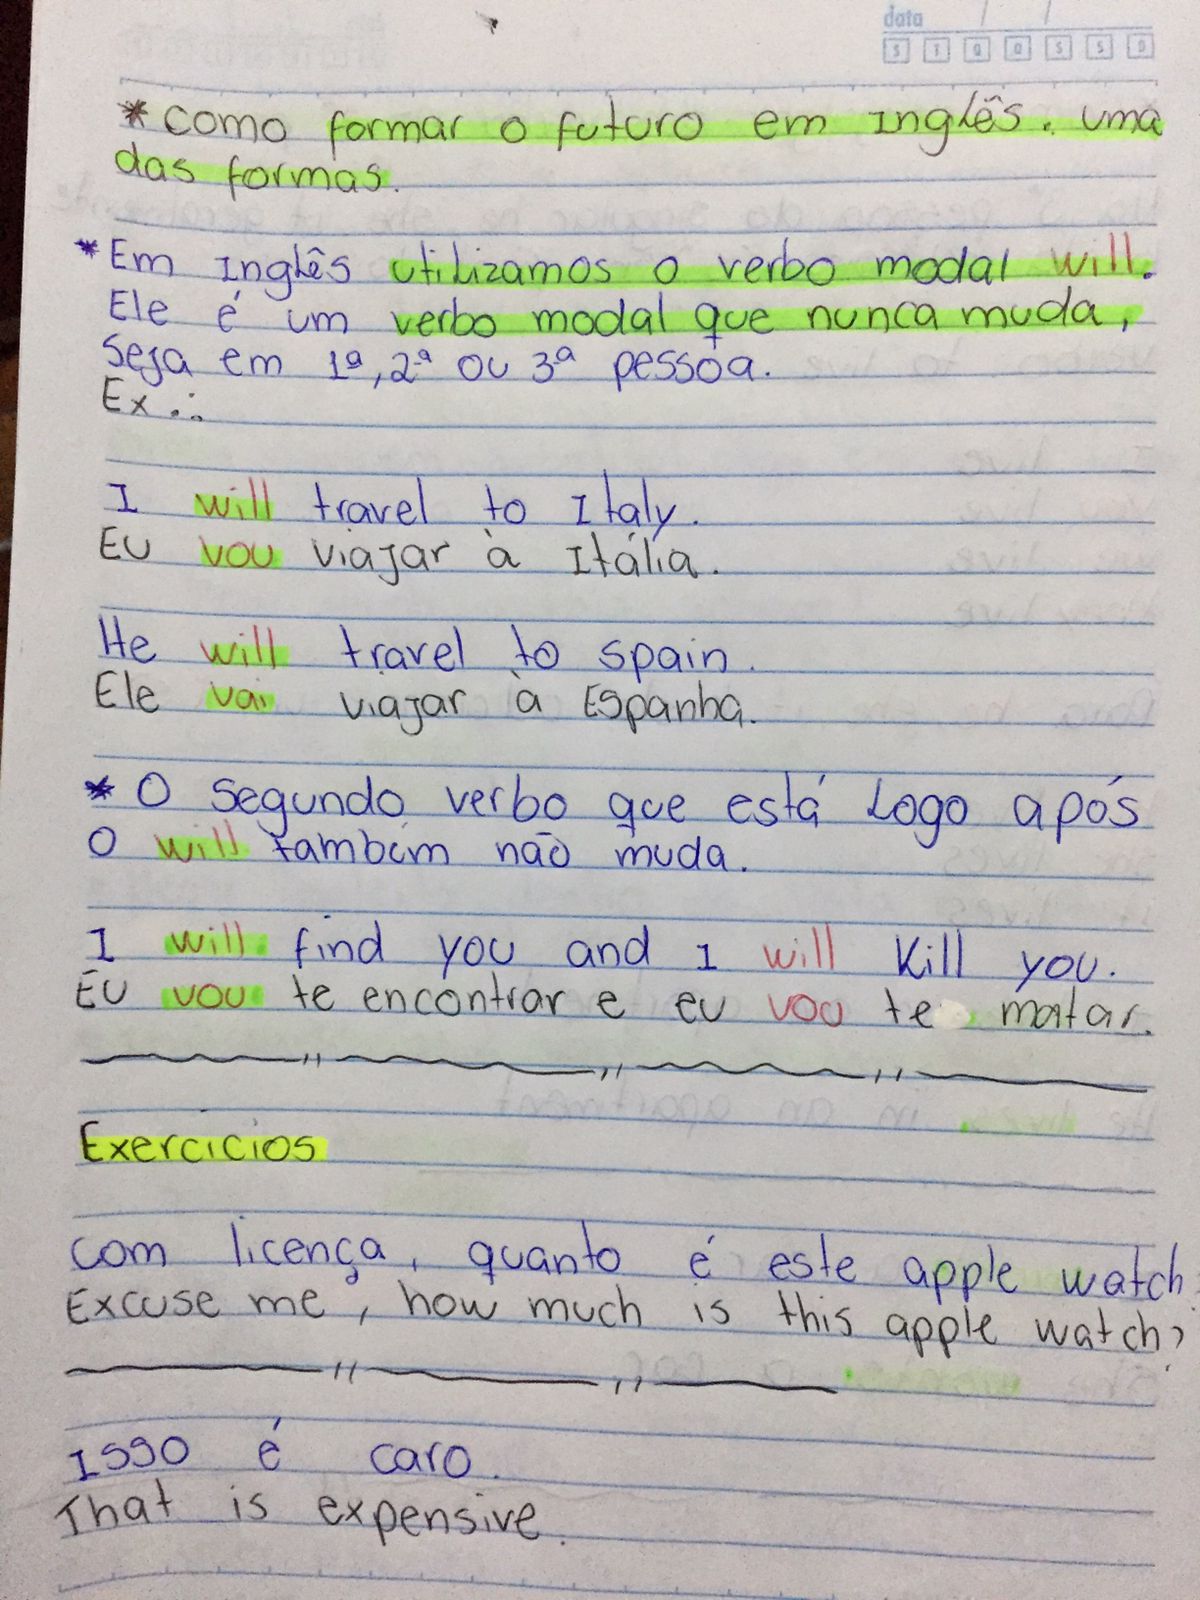 data / /
S T Q Q S S D
* Como formar o futuro em Inglês. uma
das formas.
* Em Inglês utilizamos o verbo modal will.
Ele é um verbo modal que nunca muda,
seja em 1ª, 2ª ou 3ª pessoa.
Ex.:
I will travel to Italy.
Eu vou viajar à Itália.
He will travel to spain.
Ele vai viajar à Espanha.
* O segundo verbo que está logo após
o will também não muda.
I will find you and I will kill you.
Eu vou te encontrar e eu vou te matar.
Exercicios
com licença, quanto é este apple watch
Excuse me, how much is this apple watch?
Isso é caro.
That is expensive.